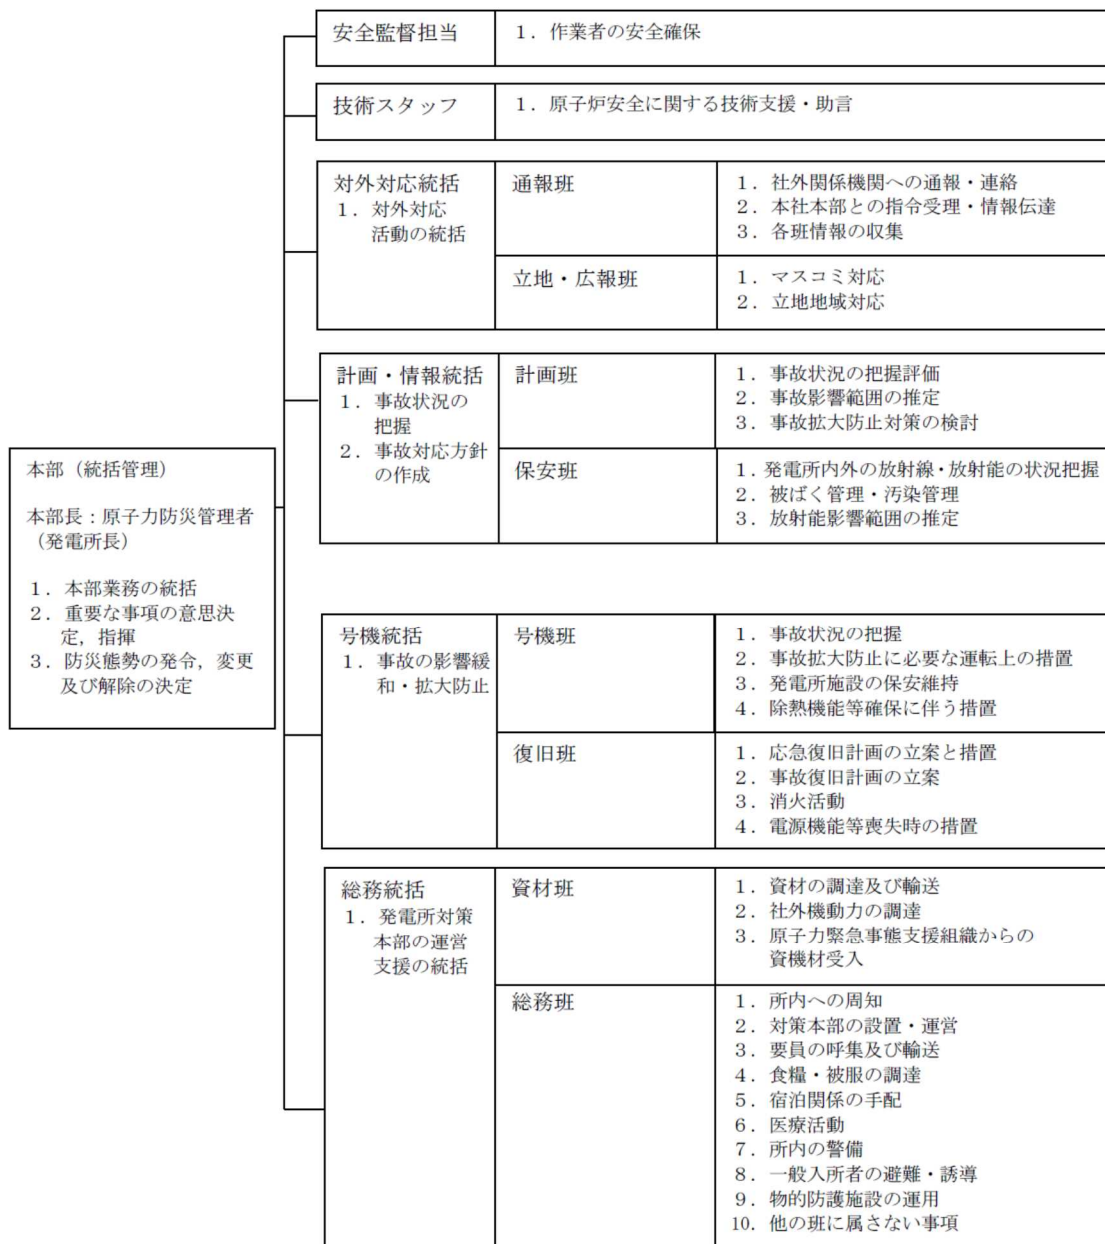 安全監督担当
１．作業者の安全確保
技術スタッフ
１．原子炉安全に関する技術支援・助言
対外対応統括
１．対外対応
活動の統括
通報班
１．社外関係機関への通報・連絡
２．本社本部との指令受理・情報伝達
３．各班情報の収集
立地・広報班
１．マスコミ対応
２．立地地域対応
計画・情報統括
１．事故状況の
把握
２．事故対応方針
の作成
計画班
１．事故状況の把握評価
２．事故影響範囲の推定
３．事故拡大防止対策の検討
保安班
１．発電所内外の放射線・放射能の状況把握
２．被ばく管理・汚染管理
３．放射能影響範囲の推定
本部（統括管理）
本部長：原子力防災管理者
（発電所長）
１．本部業務の統括
２．重要な事項の意思決
定，指揮
３．防災態勢の発令，変更
及び解除の決定
号機統括
１．事故の影響緩
和・拡大防止
号機班
１．事故状況の把握
２．事故拡大防止に必要な運転上の措置
３．発電所施設の保安維持
４．除熱機能等確保に伴う措置
復旧班
１．応急復旧計画の立案と措置
２．事故復旧計画の立案
３．消火活動
４．電源機能等喪失時の措置
総務統括
１．発電所対策
本部の運営
支援の統括
資材班
１．資材の調達及び輸送
２．社外機動力の調達
３．原子力緊急事態支援組織からの
資機材受入
総務班
１．所内への周知
２．対策本部の設置・運営
３．要員の呼集及び輸送
４．食糧・被服の調達
５．宿泊関係の手配
６．医療活動
７．所内の警備
８．一般入所者の避難・誘導
９．物的防護施設の運用
10．他の班に属さない事項